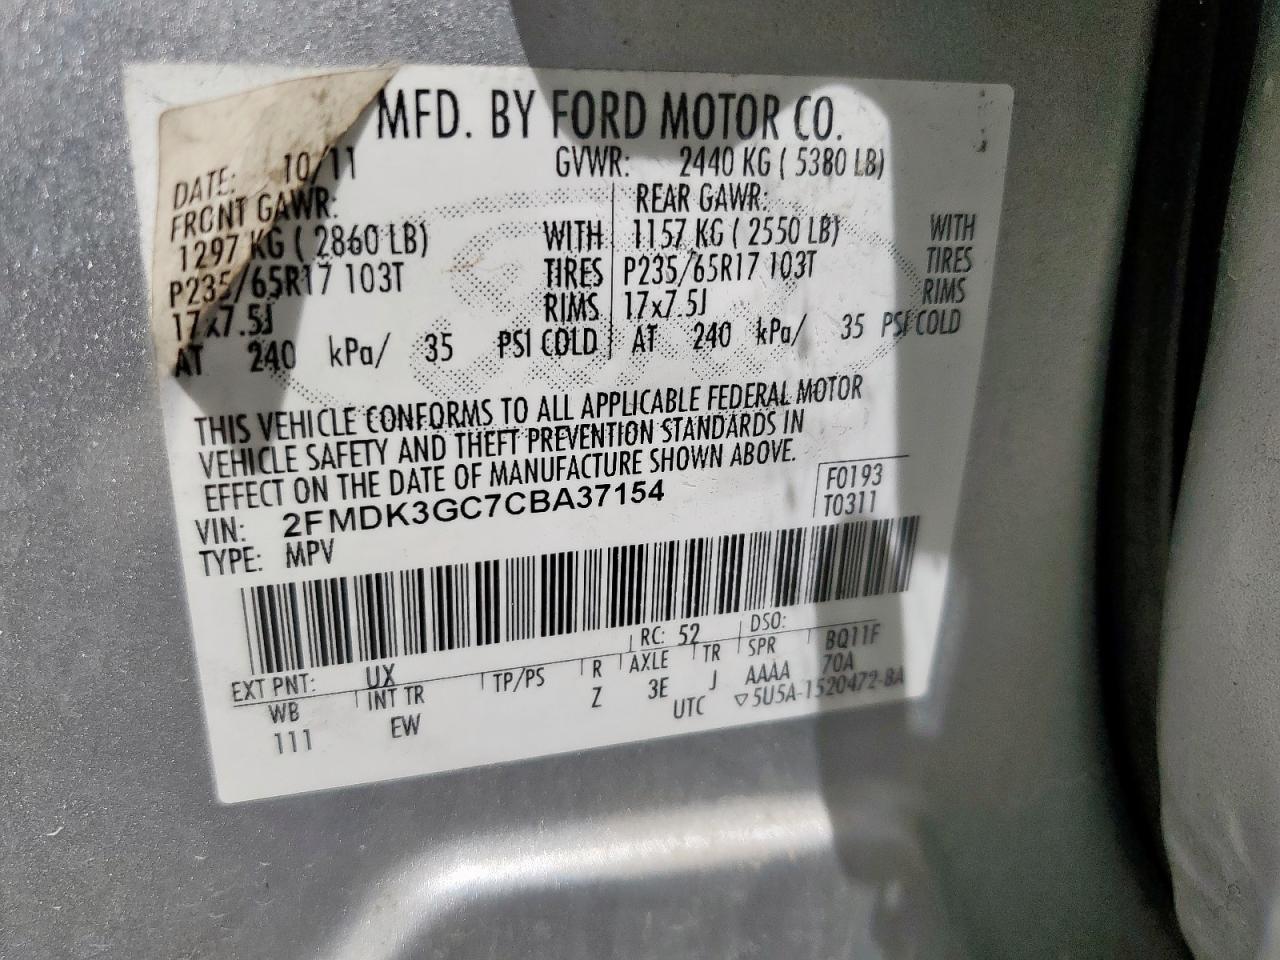 MFD. BY FORD MOTOR CO.
DATE: 10/11 GVWR: 2440 KG ( 5380 LB)
FRONT GAWR: REAR GAWR:
1297 KG ( 2860 LB) WITH 1157 KG ( 2550 LB) WITH
P235/65R17 103T TIRES P235/65R17 103T TIRES
17x7.5J RIMS 17x7.5J RIMS
AT 240 kPa/ 35 PSI COLD AT 240 kPa/ 35 PSI COLD
THIS VEHICLE CONFORMS TO ALL APPLICABLE FEDERAL MOTOR
VEHICLE SAFETY AND THEFT PREVENTION STANDARDS IN
EFFECT ON THE DATE OF MANUFACTURE SHOWN ABOVE.
VIN: 2FMDK3GC7CBA37154 F0193
TYPE: MPV T0311
EXT PNT: UX RC: 52 DSO:
WB INT TR TP/PS R AXLE TR SPR BQ11F
111 EW Z 3E J AAAA 70A
UTC ▽5U5A-1520472-BA